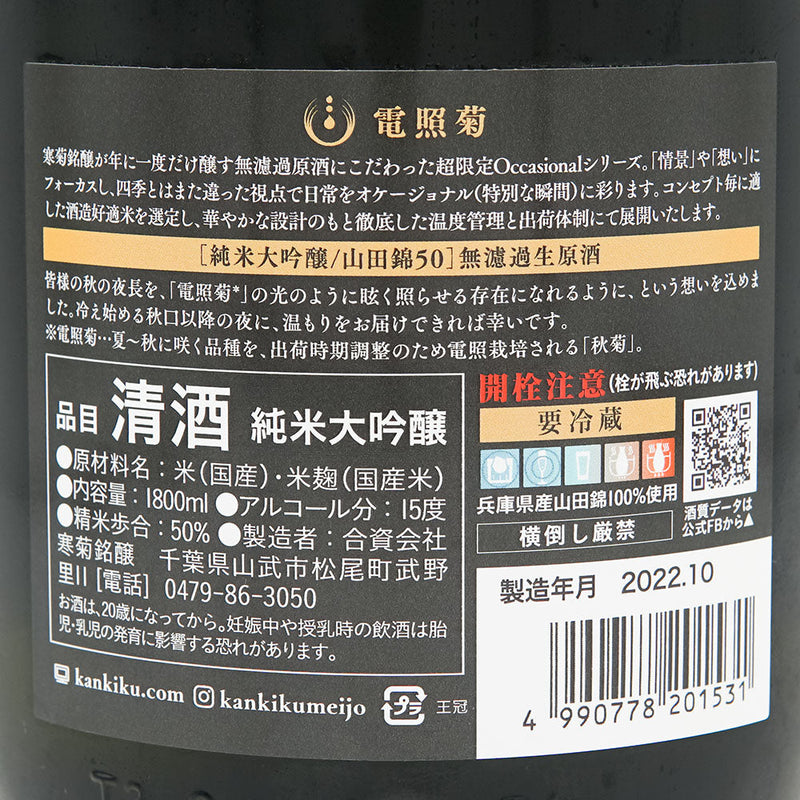 電照菊
寒菊銘醸が年に一度だけ醸す無濾過原酒にこだわった超限定Occasionalシリーズ。「情景」や「想い」に
フォーカスし、四季とはまた違った視点で日常をオケージョナル(特別な瞬間)に彩ります。コンセプト毎に適
した酒造好適米を選定し、華やかな設計のもと徹底した温度管理と出荷体制にて展開いたします。
[純米大吟醸/山田錦50]無濾過生原酒
皆様の秋の夜長を、「電照菊*」の光のように眩く照らせる存在になれるように、という想いを込めま
した。冷え始める秋口以降の夜に、温もりをお届けできれば幸いです。
※電照菊…夏〜秋に咲く品種を、出荷時期調整のため電照栽培される「秋菊」。
品目 清酒 純米大吟醸
●原材料名:米(国産)・米麹(国産米)
●内容量:1800ml ●アルコール分:15度
●精米歩合:50% ●製造者:合資会社
寒菊銘醸 千葉県山武市松尾町武野
里11 [電話] 0479-86-3050
お酒は、20歳になってから。妊娠中や授乳時の飲酒は胎
児・乳児の発育に影響する恐れがあります。
kankiku.com kankikumeijo プラ 王冠
開栓注意(栓が飛ぶ恐れがあります)
要冷蔵
兵庫県産山田錦100%使用
横倒し厳禁
酒質データは
公式FBから▲
製造年月 2022.10
4 990778 201531